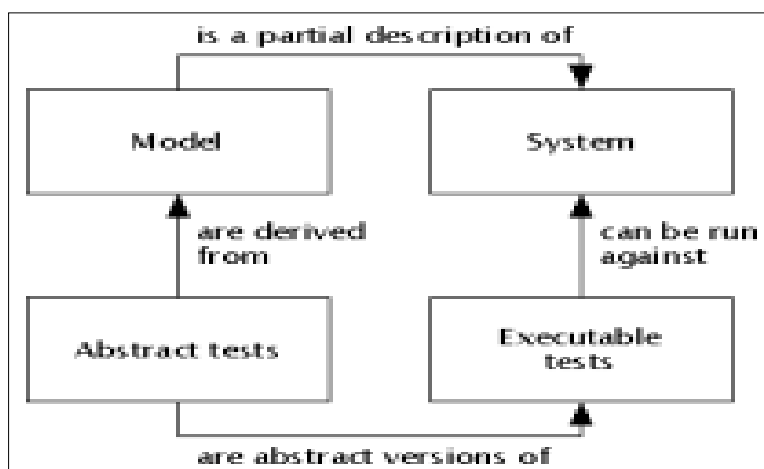 is a partial description of
Model
System
are derived
from
can be run
against
Abstract tests
Executable
tests
are abstract versions of